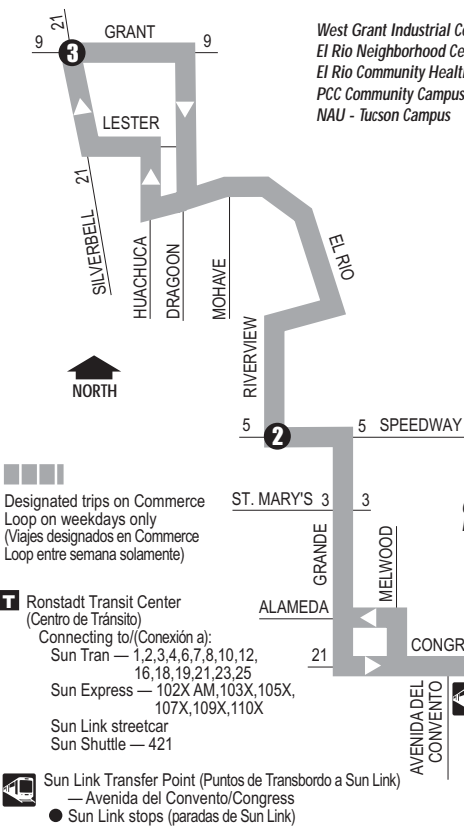 21
9
GRANT
9
3
West Grant Industrial
El Rio Neighborhood
El Rio Community
PCC Community Campus
NAU - Tucson Campus
LESTER
21
SILVERBELL
HUACHUCA
DRAGOON
MOHAVE
EL RIO
NORTH
RIVERVIEW
5
2
5 SPEEDWAY
Designated trips on Commerce
Loop on weekdays only
(Viajes designados en Commerce
Loop entre semana solamente)
ST. MARY'S 3
3
GRANDE
MELWOOD
ALAMEDA
21
AVENIDA DEL
CONVENTO
T Ronstadt Transit Center
(Centro de Tránsito)
Connecting to/(Conexión a):
Sun Tran — 1,2,3,4,6,7,8,10,12,
16,18,19,21,23,25
Sun Express — 102X AM,103X,105X,
107X,109X,110X
Sun Link streetcar
Sun Shuttle — 421
Sun Link Transfer Point (Puntos de Transbordo a Sun Link)
— Avenida del Convento/Congress
Sun Link stops (paradas de Sun Link)